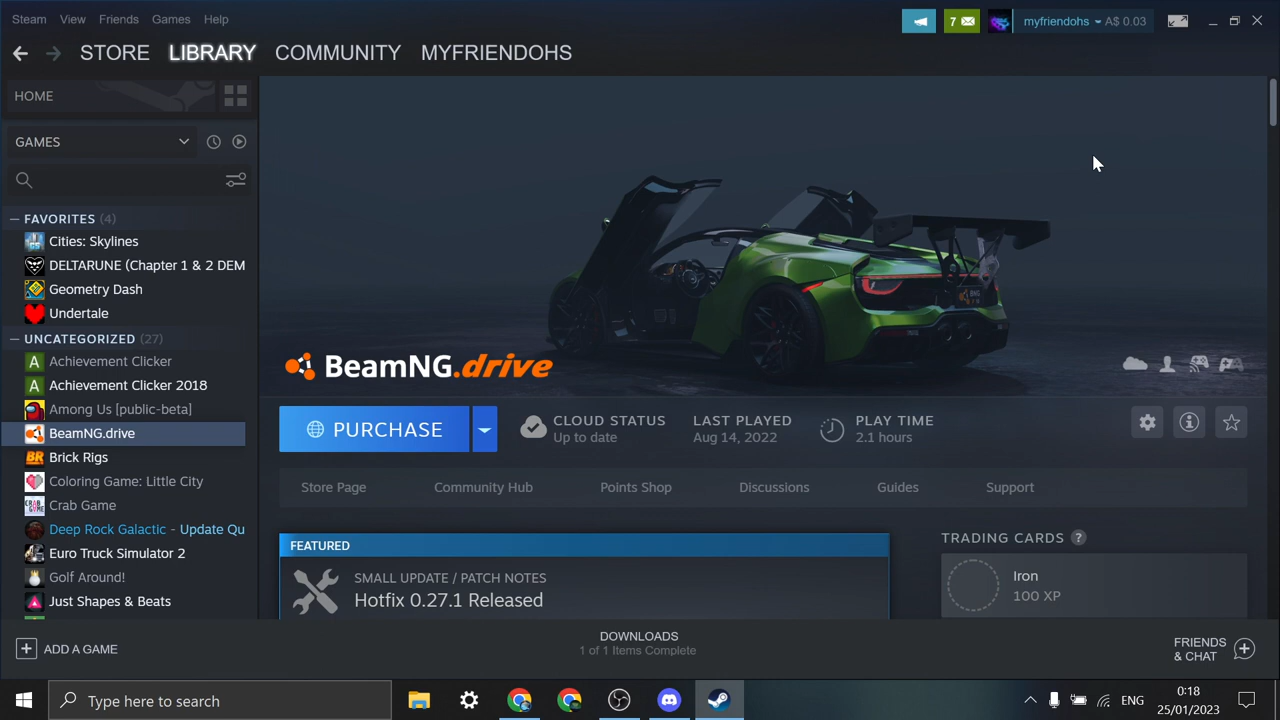 Steam View Friends Games Help
7 myfriendohs A$ 0.03
STORE LIBRARY COMMUNITY MYFRIENDOHS
HOME
GAMES
FAVORITES (4)
Cities: Skylines
DELTARUNE (Chapter 1 & 2 DEM
Geometry Dash
Undertale
UNCATEGORIZED (27)
Achievement Clicker
Achievement Clicker 2018
Among Us [public-beta]
BeamNG.drive
Brick Rigs
Coloring Game: Little City
Crab Game
Deep Rock Galactic - Update Qu
Euro Truck Simulator 2
Golf Around!
Just Shapes & Beats
BeamNG.drive
PURCHASE
CLOUD STATUS
Up to date
LAST PLAYED
Aug 14, 2022
PLAY TIME
2.1 hours
Store Page Community Hub Points Shop Discussions Guides Support
FEATURED
SMALL UPDATE / PATCH NOTES
Hotfix 0.27.1 Released
TRADING CARDS ?
Iron
100 XP
ADD A GAME
DOWNLOADS
1 of 1 Items Complete
FRIENDS
& CHAT
Type here to search
ENG
0:18
25/01/2023